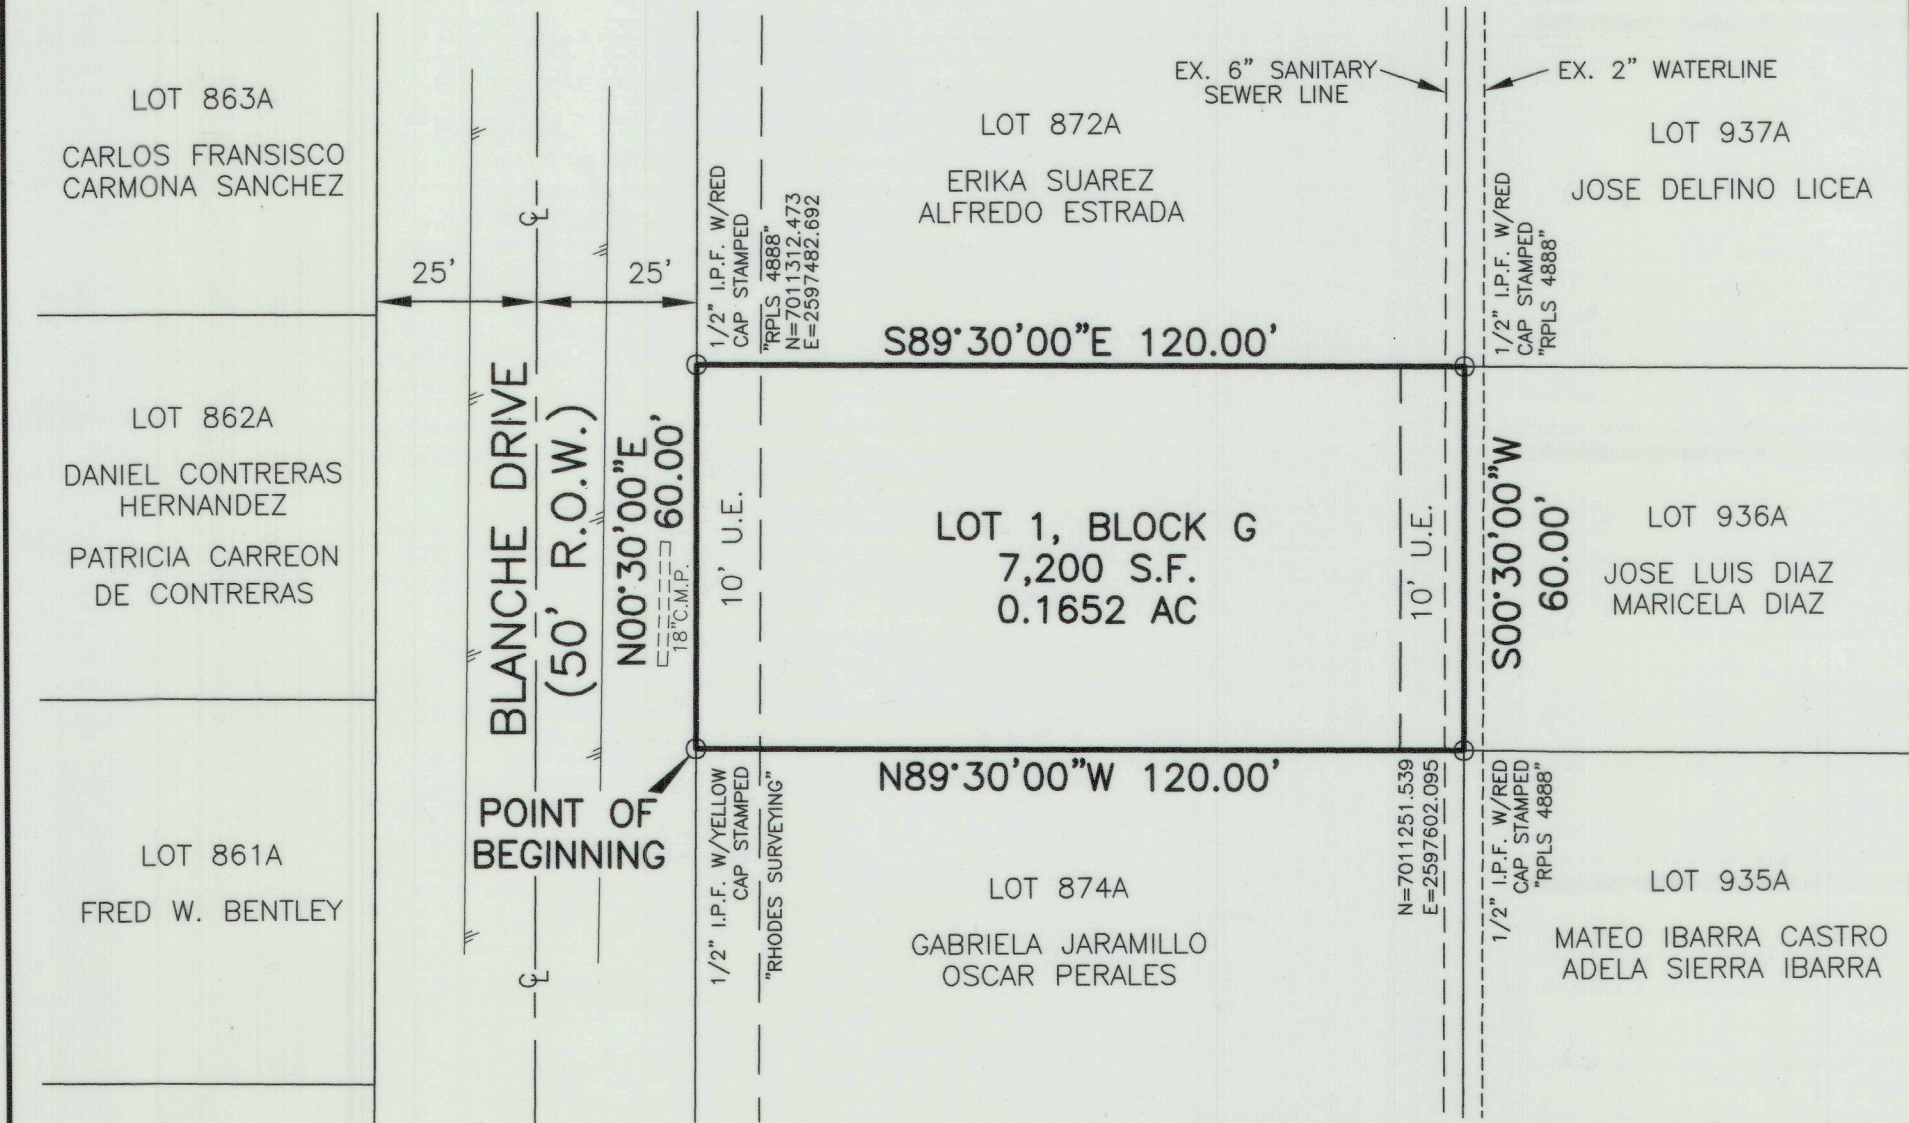 LOT 863A
CARLOS FRANSISCO
CARMONA SANCHEZ
LOT 862A
DANIEL CONTRERAS
HERNANDEZ
PATRICIA CARREON
DE CONTRERAS
LOT 861A
FRED W. BENTLEY
25'
25'
℄
BLANCHE DRIVE
(50' R.O.W.)
℄
N00°30'00"E
60.00'
18"C.M.P.
POINT OF
BEGINNING
1/2" I.P.F. W/RED
CAP STAMPED
"RPLS 4888"
N=7011312.473
E=2597482.692
10' U.E.
1/2" I.P.F. W/YELLOW
CAP STAMPED
"RHODES SURVEYING"
LOT 872A
ERIKA SUAREZ
ALFREDO ESTRADA
EX. 6" SANITARY
SEWER LINE
S89°30'00"E 120.00'
LOT 1, BLOCK G
7,200 S.F.
0.1652 AC
10' U.E.
N89°30'00"W 120.00'
LOT 874A
GABRIELA JARAMILLO
OSCAR PERALES
N=7011251.539
E=2597602.095
EX. 2" WATERLINE
LOT 937A
JOSE DELFINO LICEA
1/2" I.P.F. W/RED
CAP STAMPED
"RPLS 4888"
S00°30'00"W
60.00'
LOT 936A
JOSE LUIS DIAZ
MARICELA DIAZ
1/2" I.P.F. W/RED
CAP STAMPED
"RPLS 4888"
LOT 935A
MATEO IBARRA CASTRO
ADELA SIERRA IBARRA